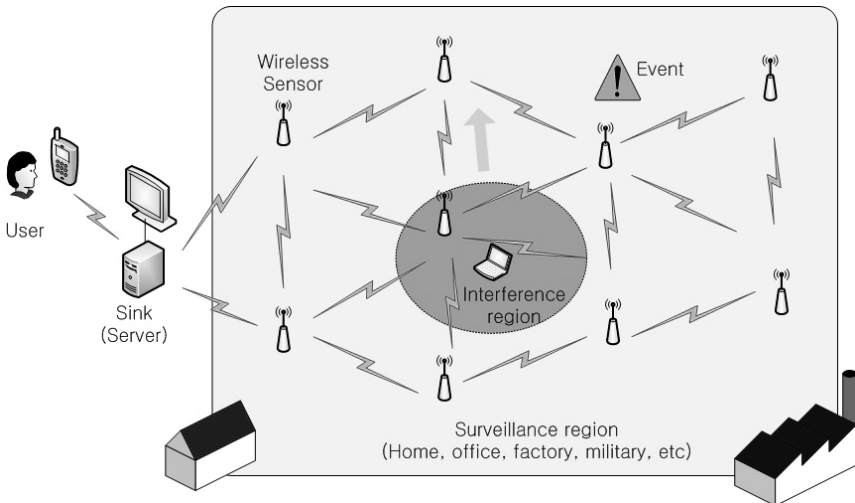 Wireless
Sensor
Event
User
Sink
(Server)
Interference
region
Surveillance region
(Home, office, factory, military, etc)